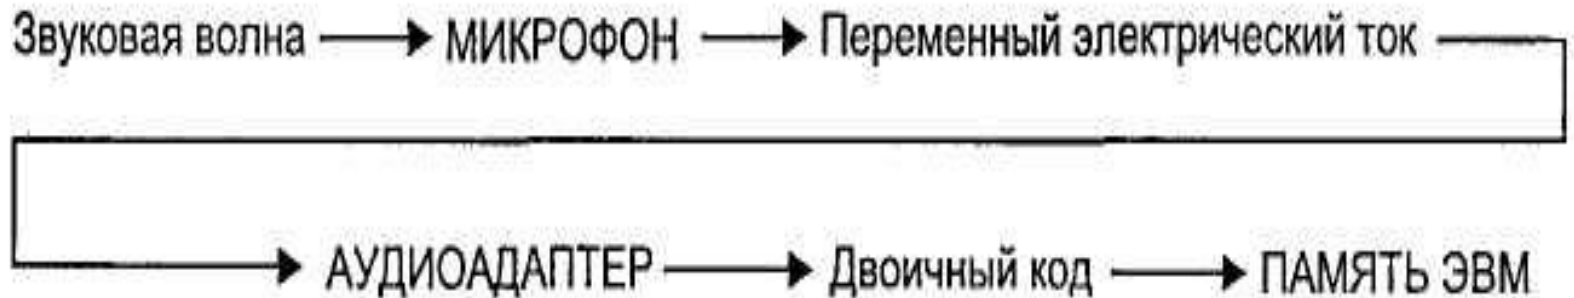 Звуковая волна МИКРОФОН Переменный электрический ток
АУДИОАДАПТЕР Двоичный код ПАМЯТЬ ЭВМ